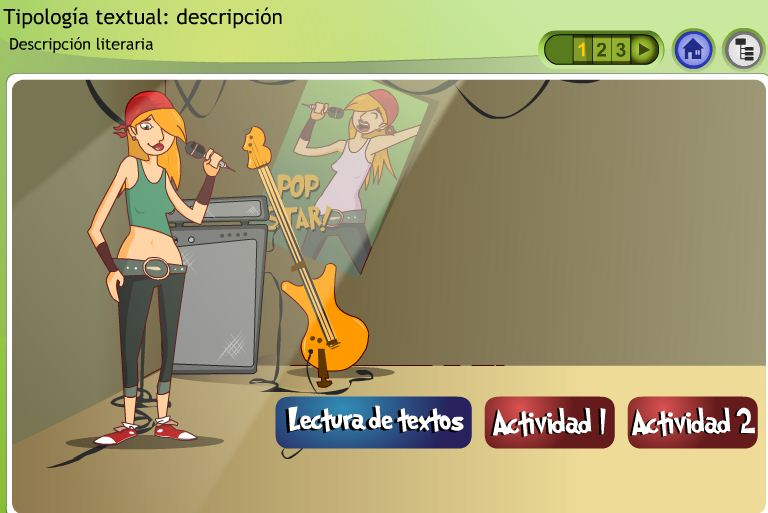 Tipología textual: descripción
Descripción literaria
1 2 3
POP
STAR!
Lectura de textos
Actividad 1
Actividad 2